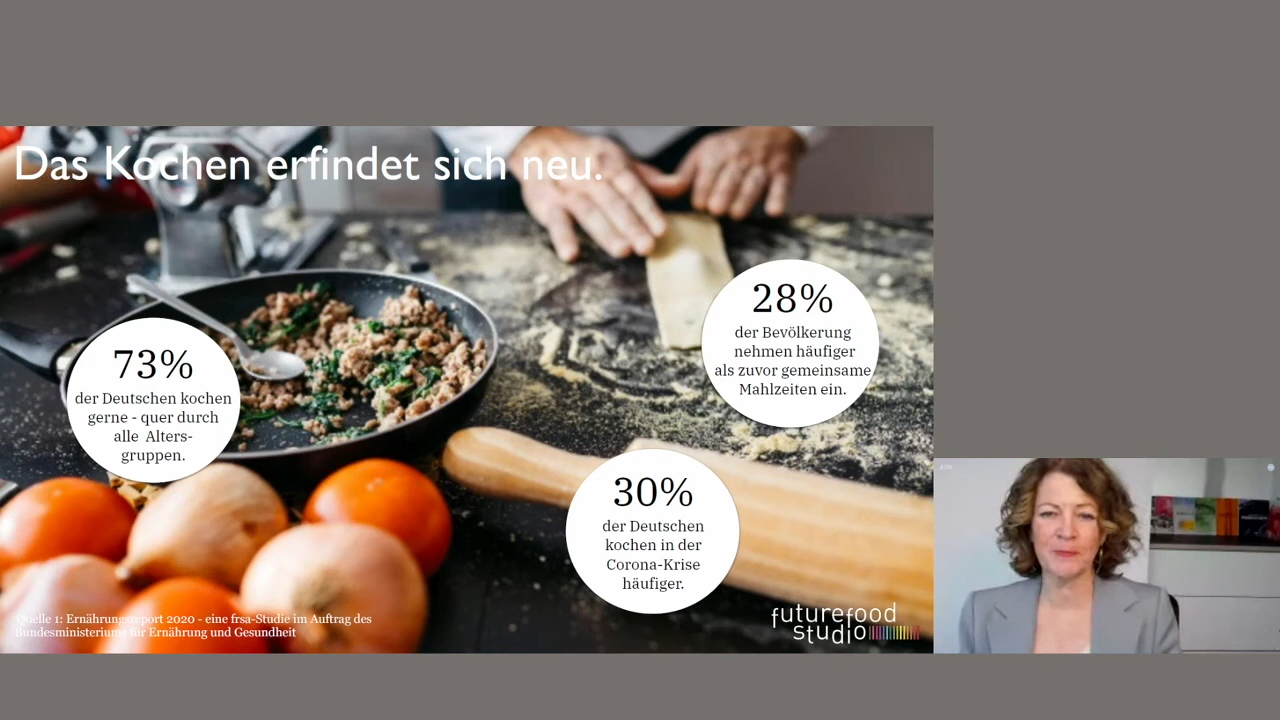 Das Kochen erfindet sich neu.
28%
der Bevölkerung
nehmen häufiger
als zuvor gemeinsame
Mahlzeiten ein.
73%
der Deutschen kochen
gerne - quer durch
alle Alters-
gruppen.
30%
der Deutschen
kochen in der
Corona-Krise
häufiger.
Quelle 1: Ernährungsreport 2020 - eine frsa-Studie im Auftrag des
Bundesministeriums für Ernährung und Gesundheit
futurefood
studio